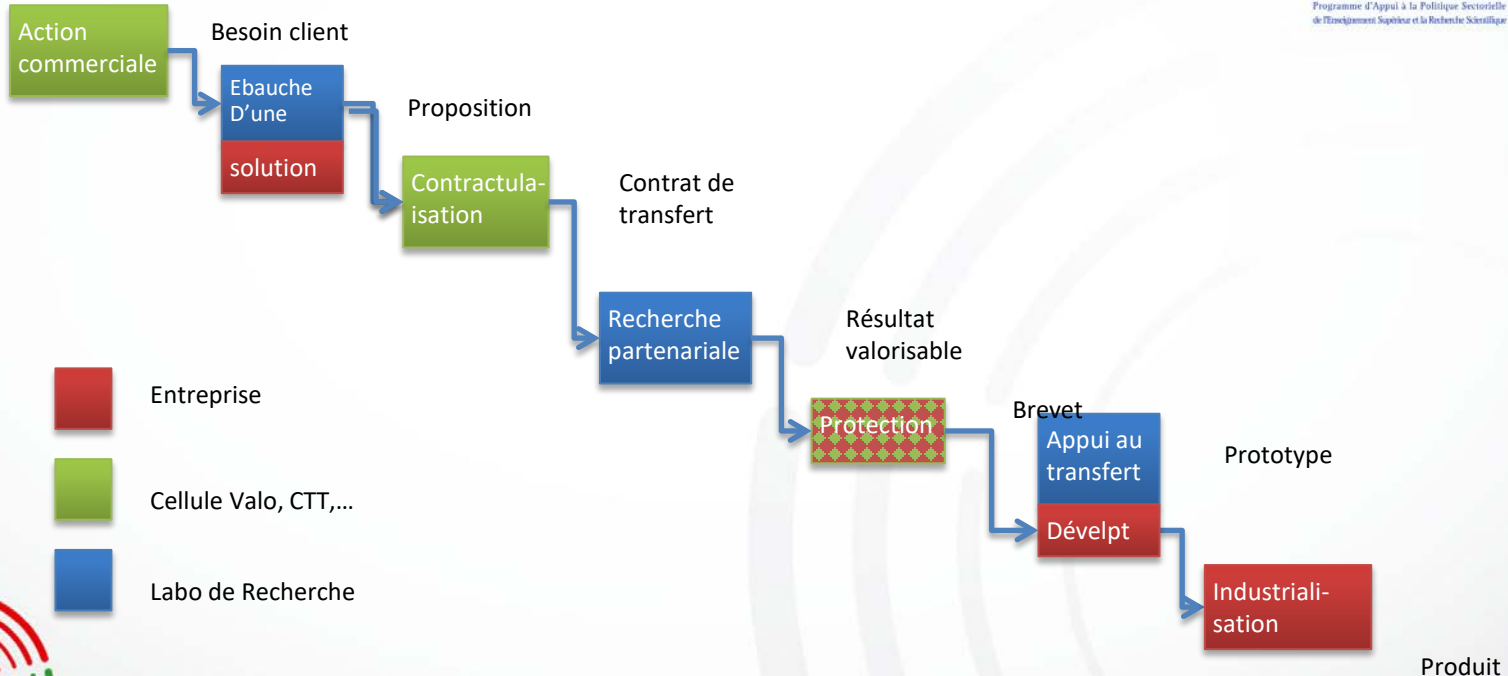 Programme d'Appui à la Politique Sectorielle
de l'Enseignement Supérieur et la Recherche Scientifique
Action
commerciale
Besoin client
Ebauche
D'une
solution
Proposition
Contractula-
isation
Contrat de
transfert
Recherche
partenariale
Résultat
valorisable
Protection
Brevet
Appui au
transfert
Dévelpt
Prototype
Industriali-
sation
Produit
Entreprise
Cellule Valo, CTT,...
Labo de Recherche